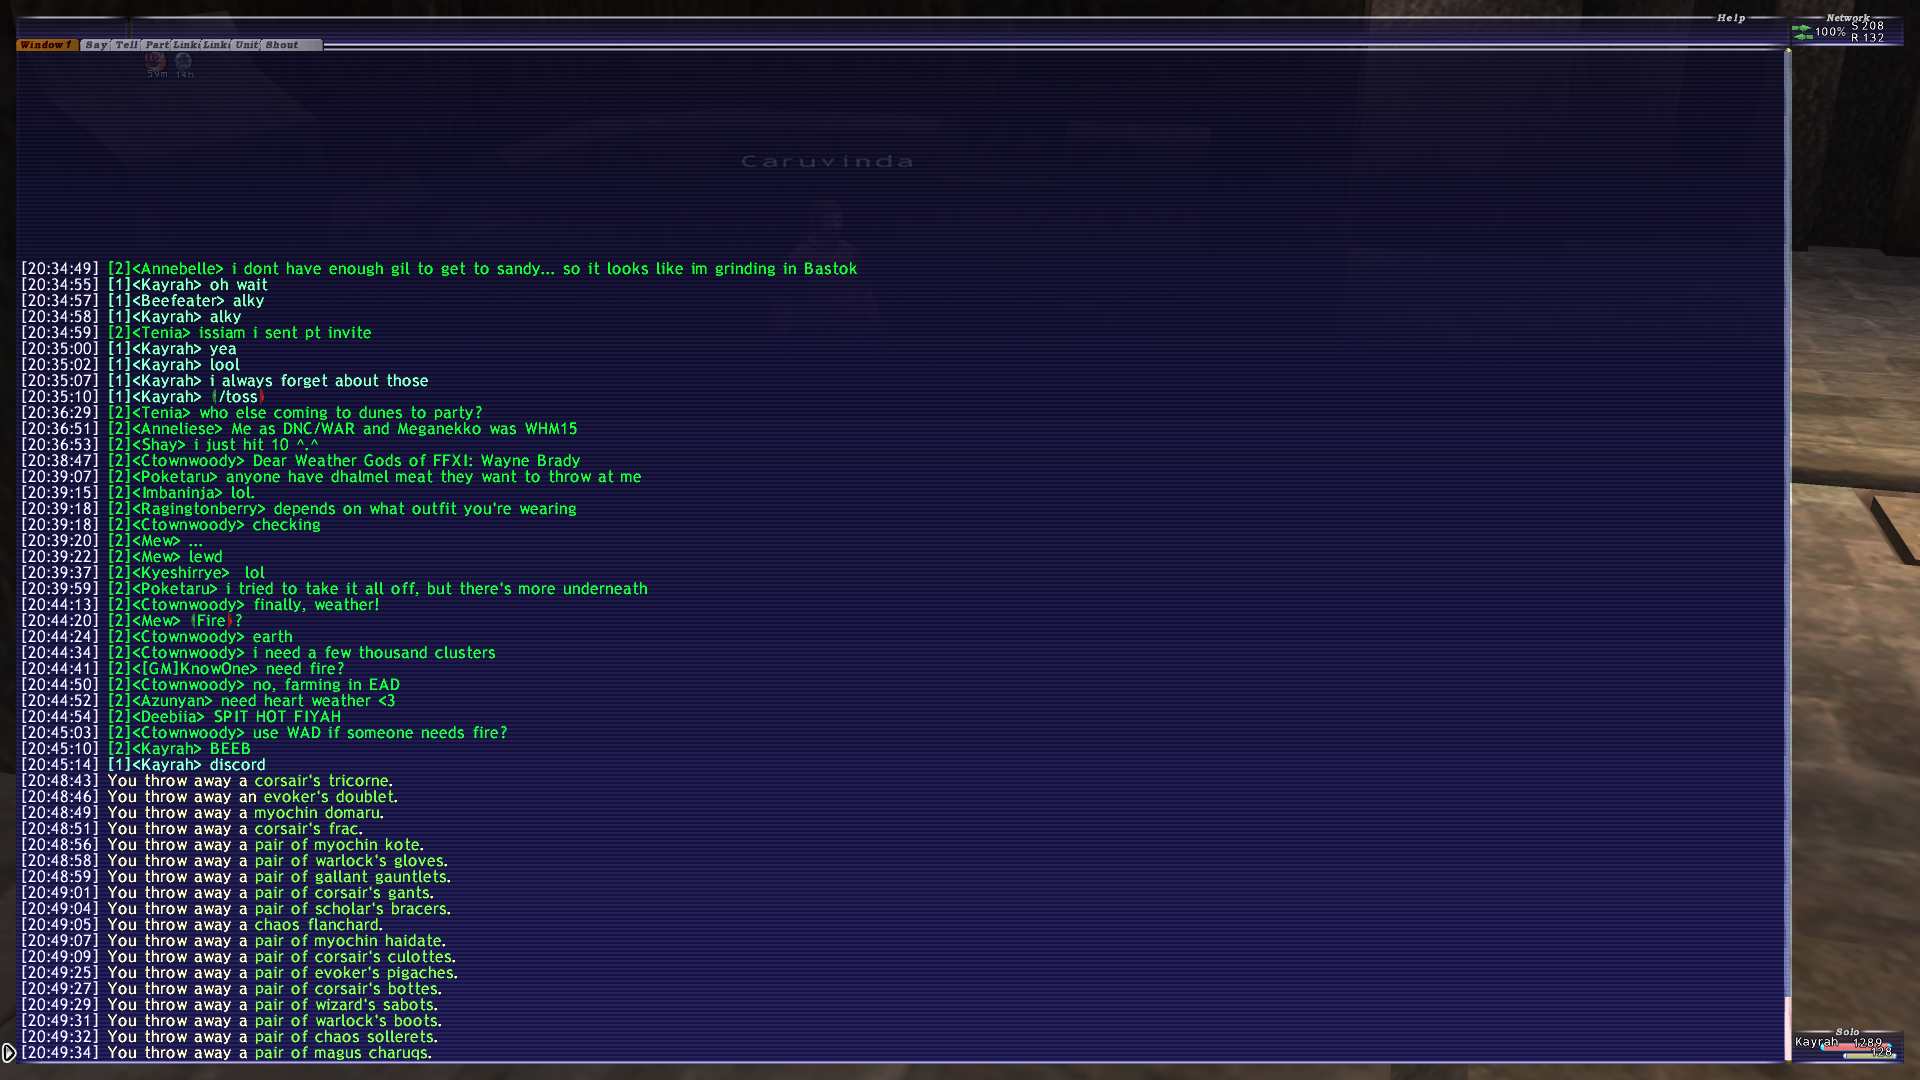 Help
Network
100% S 208
R 132
Window 1 Say Tell Part Link Link Unit Shout
59m 14h
Caruvinda
[20:34:49] [2]<Annebelle> i dont have enough gil to get to sandy... so it looks like im grinding in Bastok
[20:34:55] [1]<Kayrah> oh wait
[20:34:57] [1]<Beefeater> alky
[20:34:58] [1]<Kayrah> alky
[20:34:59] [2]<Tenia> issiam i sent pt invite
[20:35:00] [1]<Kayrah> yea
[20:35:02] [1]<Kayrah> lool
[20:35:07] [1]<Kayrah> i always forget about those
[20:35:10] [1]<Kayrah> (/toss)
[20:36:29] [2]<Tenia> who else coming to dunes to party?
[20:36:51] [2]<Anneliese> Me as DNC/WAR and Meganekko was WHM15
[20:36:53] [2]<Shay> i just hit 10 ^.^
[20:38:47] [2]<Ctownwoody> Dear Weather Gods of FFXI: Wayne Brady
[20:39:07] [2]<Poketaru> anyone have dhalmel meat they want to throw at me
[20:39:15] [2]<Imbaninja> lol.
[20:39:18] [2]<Ragingtonberry> depends on what outfit you're wearing
[20:39:18] [2]<Ctownwoody> checking
[20:39:20] [2]<Mew> ...
[20:39:22] [2]<Mew> lewd
[20:39:37] [2]<Kyeshirrye> lol
[20:39:59] [2]<Poketaru> i tried to take it all off, but there's more underneath
[20:44:13] [2]<Ctownwoody> finally, weather!
[20:44:20] [2]<Mew> (Fire)?
[20:44:24] [2]<Ctownwoody> earth
[20:44:34] [2]<Ctownwoody> i need a few thousand clusters
[20:44:41] [2]<[GM]KnowOne> need fire?
[20:44:50] [2]<Ctownwoody> no, farming in EAD
[20:44:52] [2]<Azunyan> need heart weather <3
[20:44:54] [2]<Deebiia> SPIT HOT FIYAH
[20:45:03] [2]<Ctownwoody> use WAD if someone needs fire?
[20:45:10] [2]<Kayrah> BEEB
[20:45:14] [1]<Kayrah> discord
[20:48:43] You throw away a corsair's tricorne.
[20:48:46] You throw away an evoker's doublet.
[20:48:49] You throw away a myochin domaru.
[20:48:51] You throw away a corsair's frac.
[20:48:56] You throw away a pair of myochin kote.
[20:48:58] You throw away a pair of warlock's gloves.
[20:48:59] You throw away a pair of gallant gauntlets.
[20:49:01] You throw away a pair of corsair's gants.
[20:49:04] You throw away a pair of scholar's bracers.
[20:49:05] You throw away a chaos flanchard.
[20:49:07] You throw away a pair of myochin haidate.
[20:49:09] You throw away a pair of corsair's culottes.
[20:49:25] You throw away a pair of evoker's pigaches.
[20:49:27] You throw away a pair of corsair's bottes.
[20:49:29] You throw away a pair of wizard's sabots.
[20:49:31] You throw away a pair of warlock's boots.
[20:49:32] You throw away a pair of chaos sollerets.
[20:49:34] You throw away a pair of magus charuqs.
Solo
Kayrah 1289
128